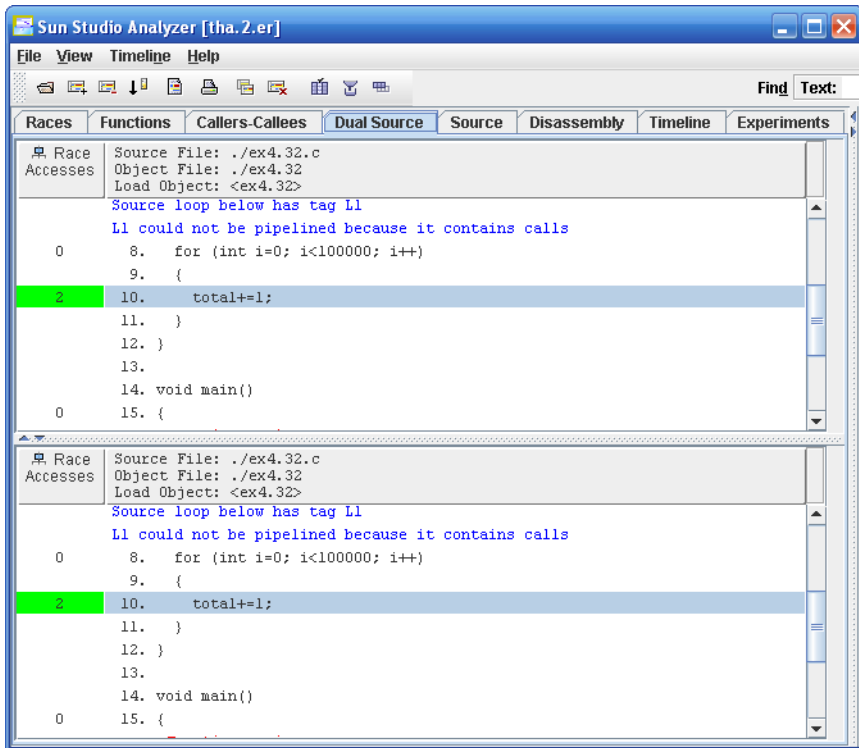 Sun Studio Analyzer [tha.2.er]
File View Timeline Help
Find Text:
Races Functions Callers-Callees Dual Source Source Disassembly Timeline Experiments
Race Accesses
Source File: ./ex4.32.c
Object File: ./ex4.32
Load Object: <ex4.32>
Source loop below has tag L1
L1 could not be pipelined because it contains calls
0 8. for (int i=0; i<100000; i++)
9. {
2 10. total+=1;
11. }
12. }
13.
14. void main()
0 15. {
Race Accesses
Source File: ./ex4.32.c
Object File: ./ex4.32
Load Object: <ex4.32>
Source loop below has tag L1
L1 could not be pipelined because it contains calls
0 8. for (int i=0; i<100000; i++)
9. {
2 10. total+=1;
11. }
12. }
13.
14. void main()
0 15. {